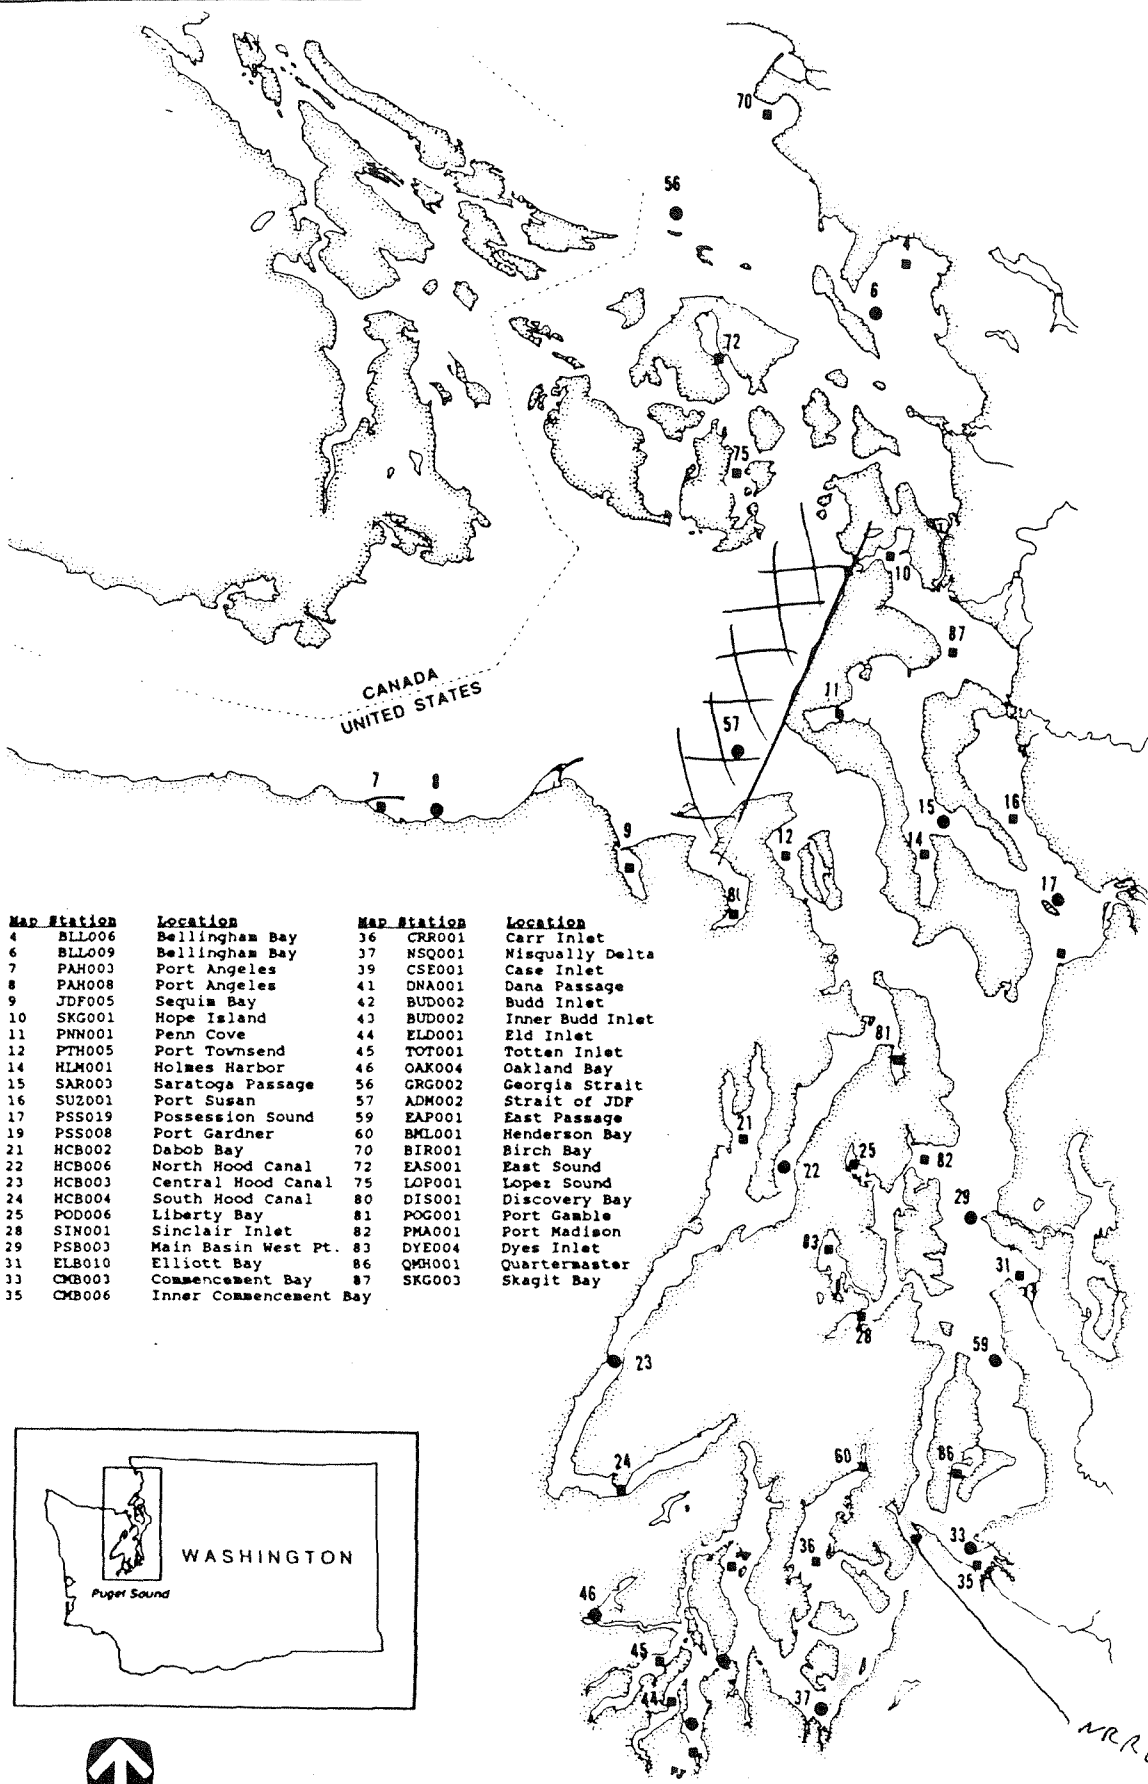 70
56
4
6
72
75
10
87
11
57
7
8
15
16
9
12
14
17
CANADA
UNITED STATES
Map Station Location Map Station Location
4 BLL006 Bellingham Bay 36 CRR001 Carr Inlet
6 BLL009 Bellingham Bay 37 NSQ001 Nisqually Delta
7 PAH003 Port Angeles 39 CSE001 Case Inlet
8 PAH008 Port Angeles 41 DNA001 Dana Passage
9 JDF005 Sequim Bay 42 BUD002 Budd Inlet
10 SKG001 Hope Island 43 BUD002 Inner Budd Inlet
11 PNN001 Penn Cove 44 ELD001 Eld Inlet
12 PTH005 Port Townsend 45 TOT001 Totten Inlet
14 HLM001 Holmes Harbor 46 OAK004 Oakland Bay
15 SAR003 Saratoga Passage 56 GRG002 Georgia Strait
16 SUZ001 Port Susan 57 ADM002 Strait of JDF
17 PSS019 Possession Sound 59 EAP001 East Passage
19 PSS008 Port Gardner 60 BML001 Henderson Bay
21 HCB002 Dabob Bay 70 BIR001 Birch Bay
22 HCB006 North Hood Canal 72 EAS001 East Sound
23 HCB003 Central Hood Canal 75 LOP001 Lopez Sound
24 HCB004 South Hood Canal 80 DIS001 Discovery Bay
25 POD006 Liberty Bay 81 POG001 Port Gamble
28 SIN001 Sinclair Inlet 82 PMA001 Port Madison
29 PSB003 Main Basin West Pt. 83 DYE004 Dyes Inlet
31 ELB010 Elliott Bay 86 QMH001 Quartermaster
33 CMB003 Commencement Bay 87 SKG003 Skagit Bay
35 CMB006 Inner Commencement Bay
81
21
22
25
82
29
83
31
28
23
59
24
60
86
36
33
35
46
45
44
37
WASHINGTON
Puget Sound